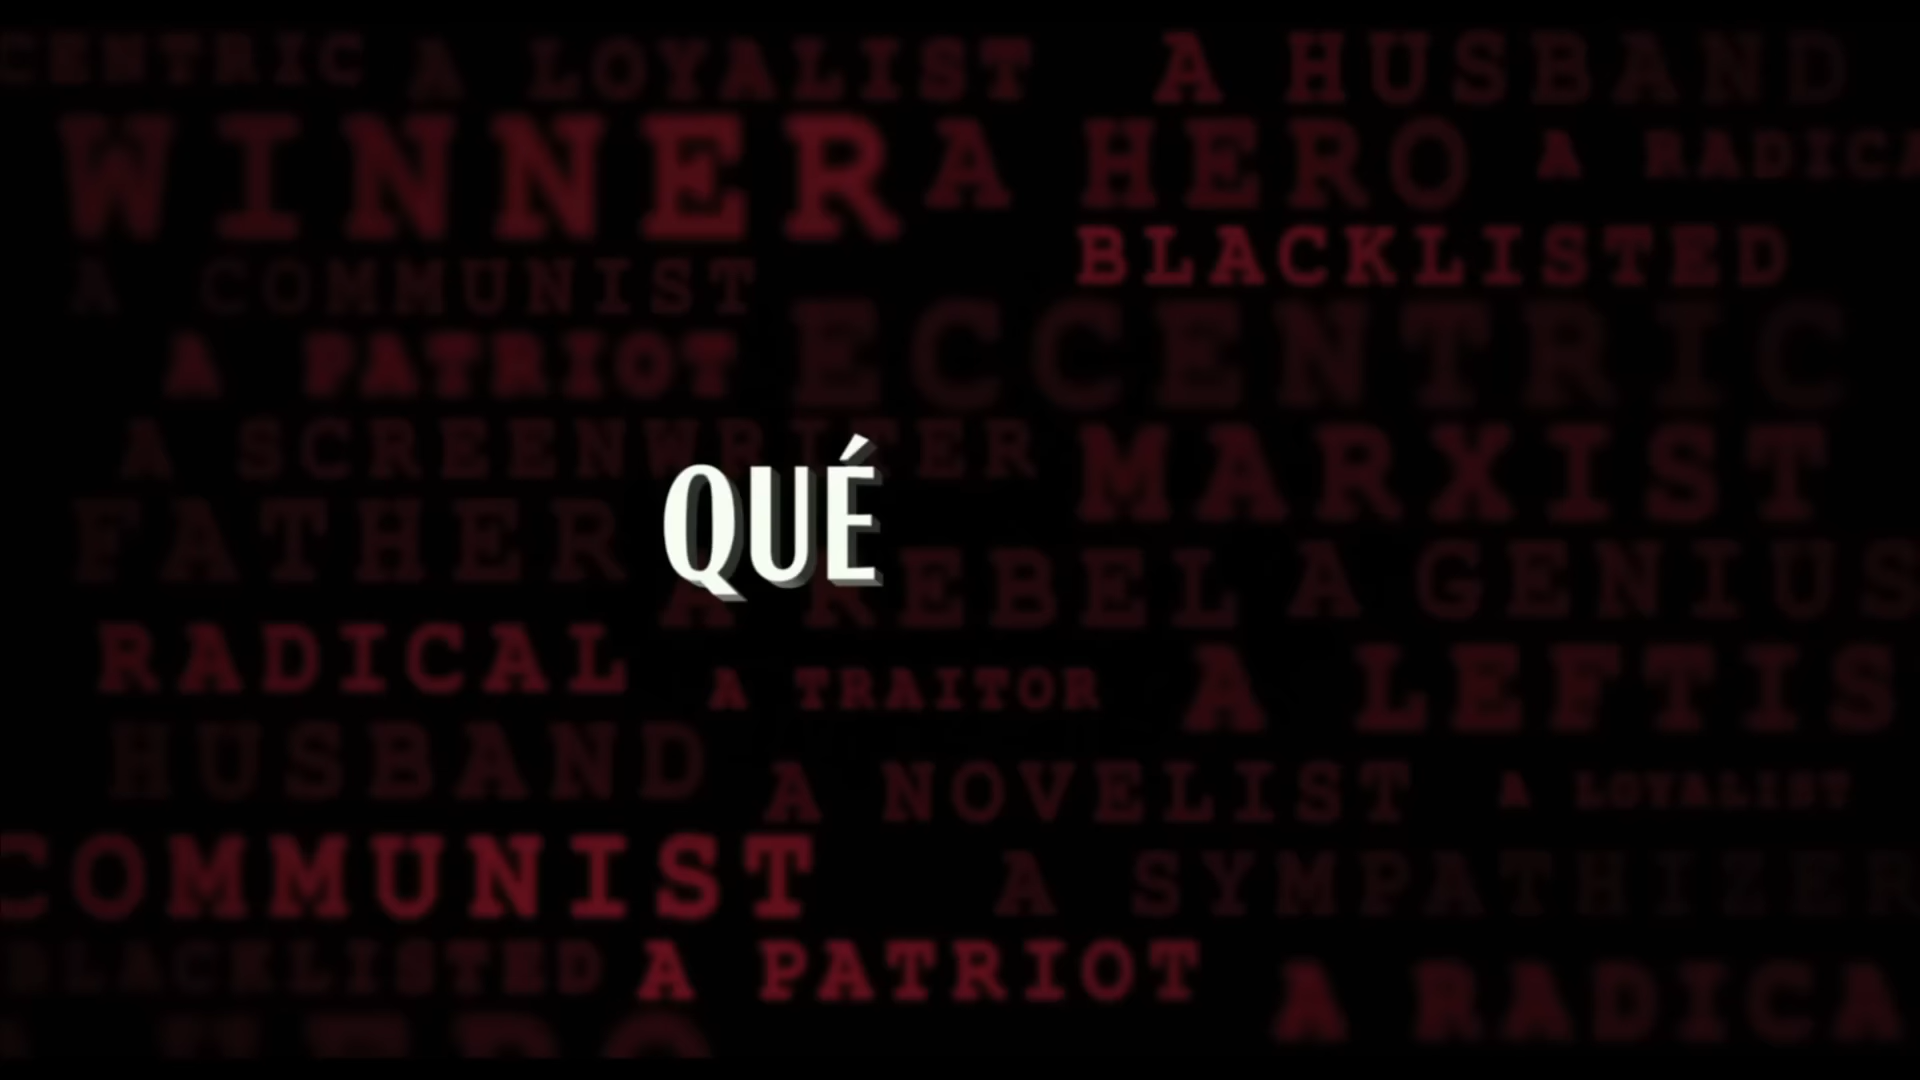 CENTRIC A LOYALIST A HUSBAND
WINNER A HERO A RADICA
BLACKLISTED
A COMMUNIST
ECCENTRIC
A PATRIOT
A SCREENWRITER
MARXIST
QUÉ
FATHER
A REBEL A GENIUS
RADICAL
A TRAITOR A LEFTIS
HUSBAND
A NOVELIST A LOYALIST
COMMUNIST
A SYMPATHIZER
BLACKLISTED A PATRIOT
A RADICA
HERO